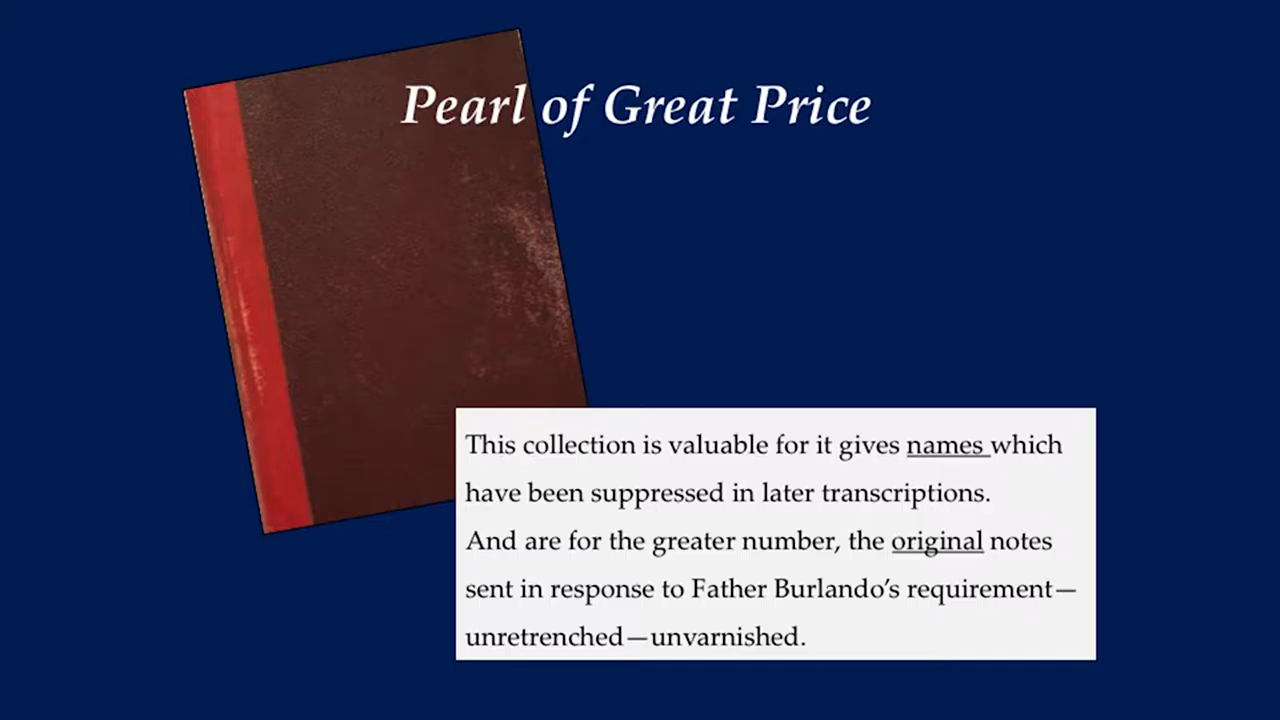 Pearl of Great Price
This collection is valuable for it gives names which
have been suppressed in later transcriptions.
And are for the greater number, the original notes
sent in response to Father Burlando’s requirement—
unretrenched—unvarnished.